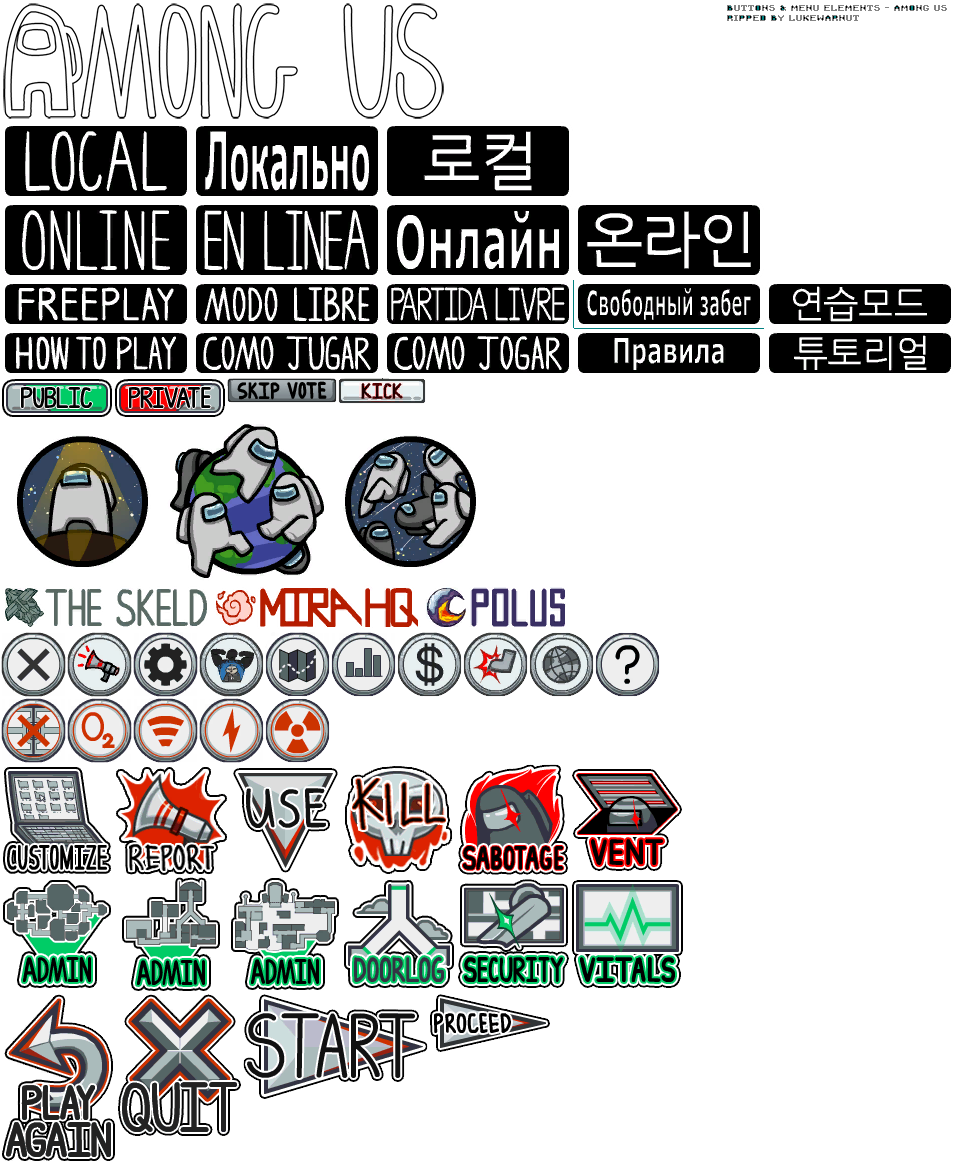 AMONG US
BUTTONS & MENU ELEMENTS - AMONG US
RIPPED BY LUKEWARNUT
LOCAL Локально 로컬
ONLINE EN LINEA Онлайн 온라인
FREEPLAY MODO LIBRE PARTIDA LIVRE Свободный забег 연습모드
HOW TO PLAY COMO JUGAR COMO JOGAR Правила 튜토리얼
PUBLIC PRIVATE SKIP VOTE KICK
THE SKELD MIRA HQ POLUS
$ ?
O2
CUSTOMIZE REPORT USE KILL SABOTAGE VENT
ADMIN ADMIN ADMIN DOORLOG SECURITY VITALS
START PROCEED
PLAY
AGAIN
QUIT